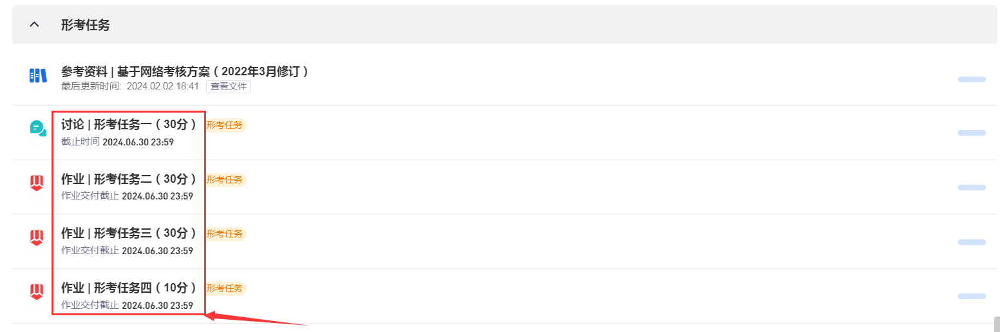 形考任务
参考资料 | 基于网络考核方案（2022年3月修订）
最后更新时间: 2024.02.02 18:41 查看文件
讨论 | 形考任务一（30分） 形考任务
截止时间 2024.06.30 23:59
作业 | 形考任务二（30分） 形考任务
作业交付截止 2024.06.30 23:59
作业 | 形考任务三（30分） 形考任务
作业交付截止 2024.06.30 23:59
作业 | 形考任务四（10分） 形考任务
作业交付截止 2024.06.30 23:59